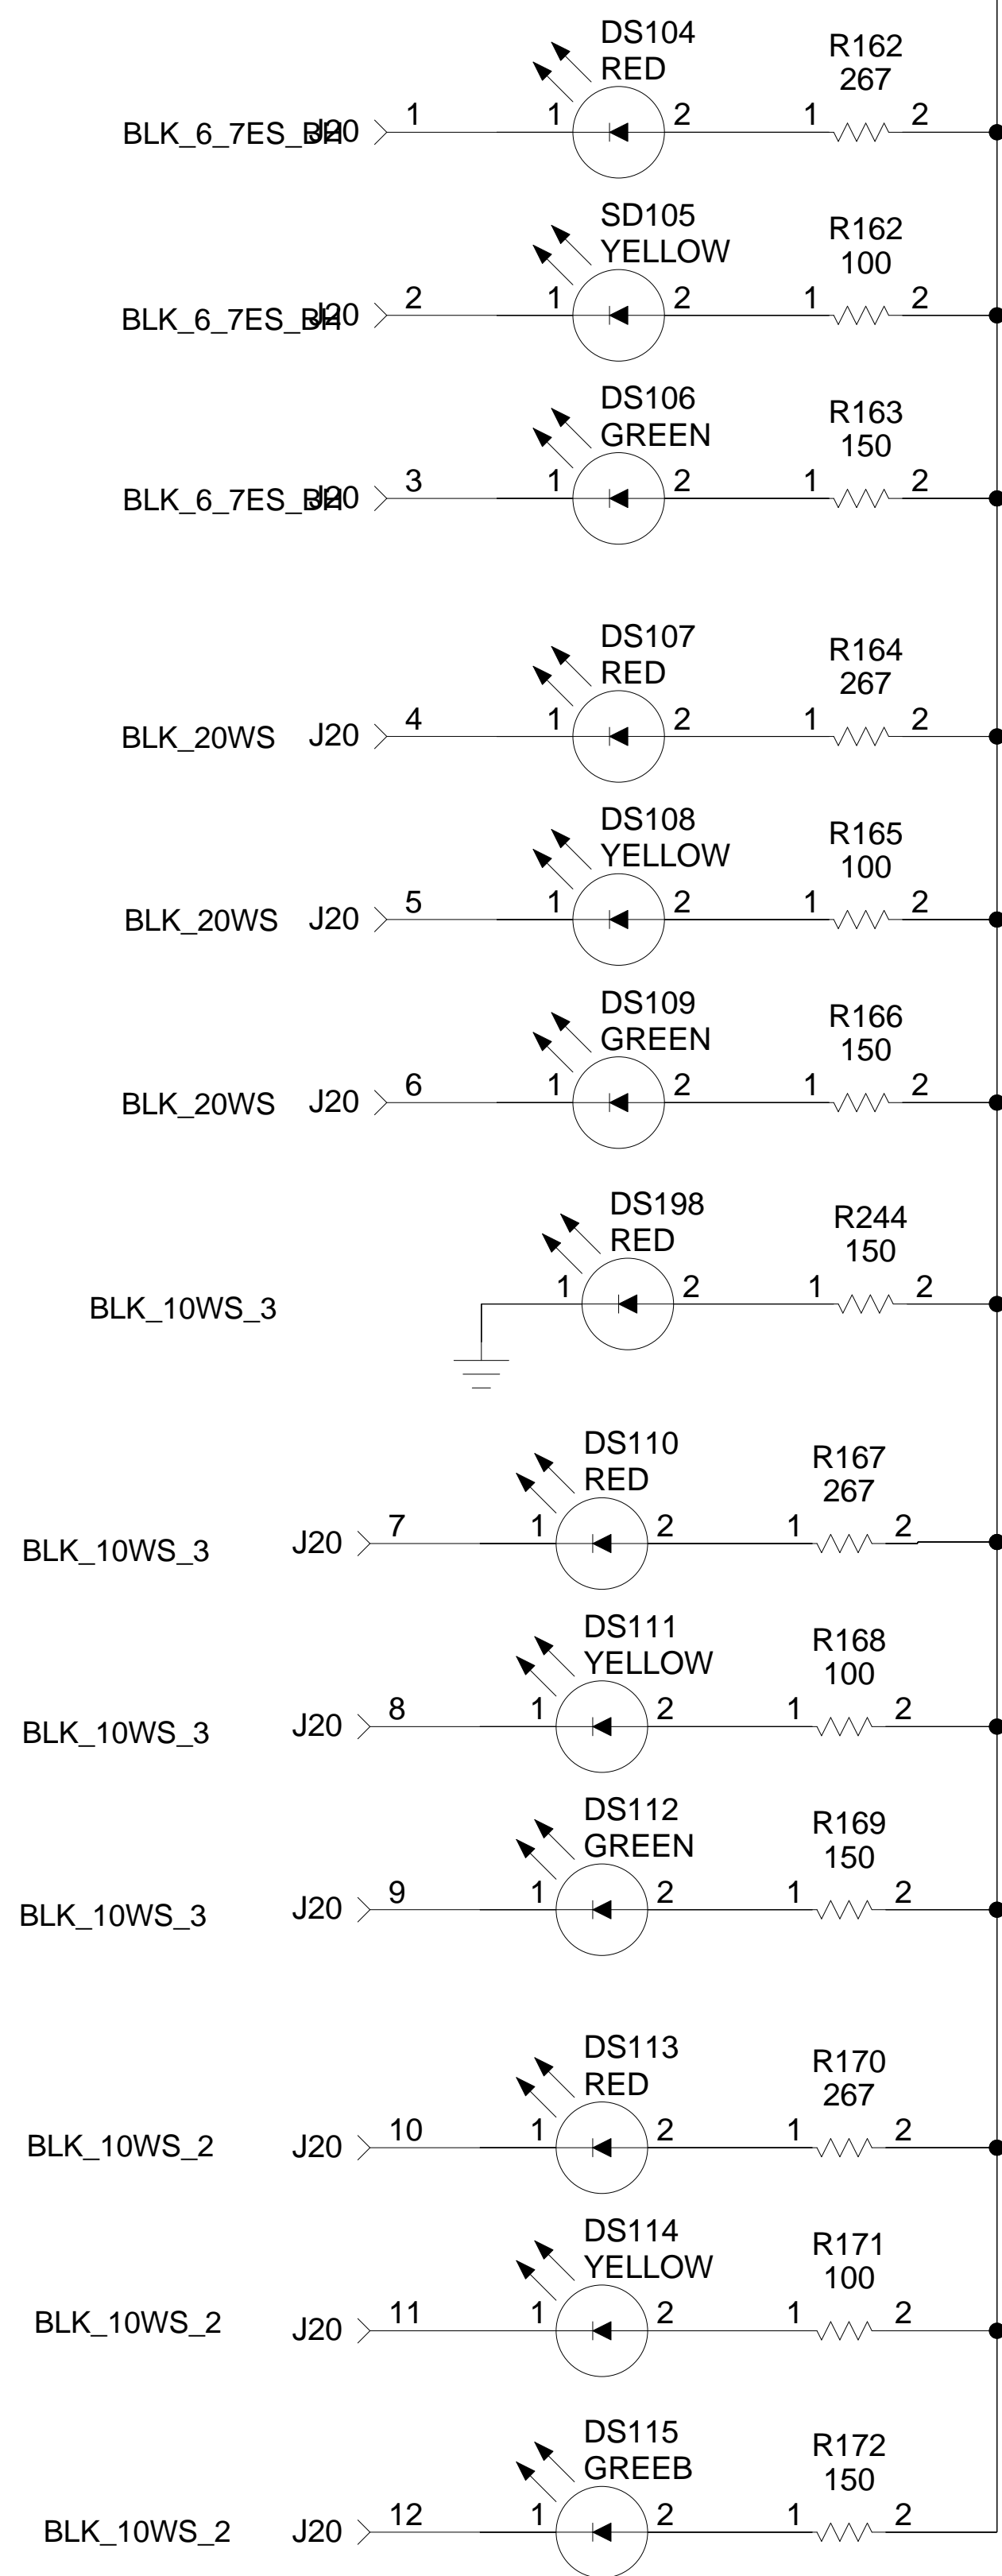 DS104
RED
R162
267
BLK_6_7ES_BH J20 1 1 2 1 2
SD105
YELLOW
R162
100
BLK_6_7ES_BH J20 2 1 2 1 2
DS106
GREEN
R163
150
BLK_6_7ES_BH J20 3 1 2 1 2
DS107
RED
R164
267
BLK_20WS J20 4 1 2 1 2
DS108
YELLOW
R165
100
BLK_20WS J20 5 1 2 1 2
DS109
GREEN
R166
150
BLK_20WS J20 6 1 2 1 2
DS198
RED
R244
150
BLK_10WS_3 1 2 1 2
DS110
RED
R167
267
BLK_10WS_3 J20 7 1 2 1 2
DS111
YELLOW
R168
100
BLK_10WS_3 J20 8 1 2 1 2
DS112
GREEN
R169
150
BLK_10WS_3 J20 9 1 2 1 2
DS113
RED
R170
267
BLK_10WS_2 J20 10 1 2 1 2
DS114
YELLOW
R171
100
BLK_10WS_2 J20 11 1 2 1 2
DS115
GREEB
R172
150
BLK_10WS_2 J20 12 1 2 1 2